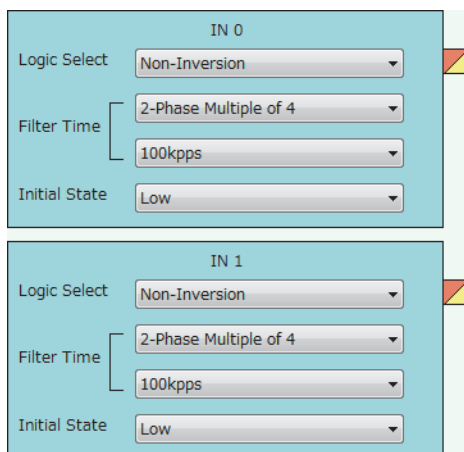 IN 0
Logic Select Non-Inversion
2-Phase Multiple of 4
Filter Time
100kpps
Initial State Low
IN 1
Logic Select Non-Inversion
2-Phase Multiple of 4
Filter Time
100kpps
Initial State Low